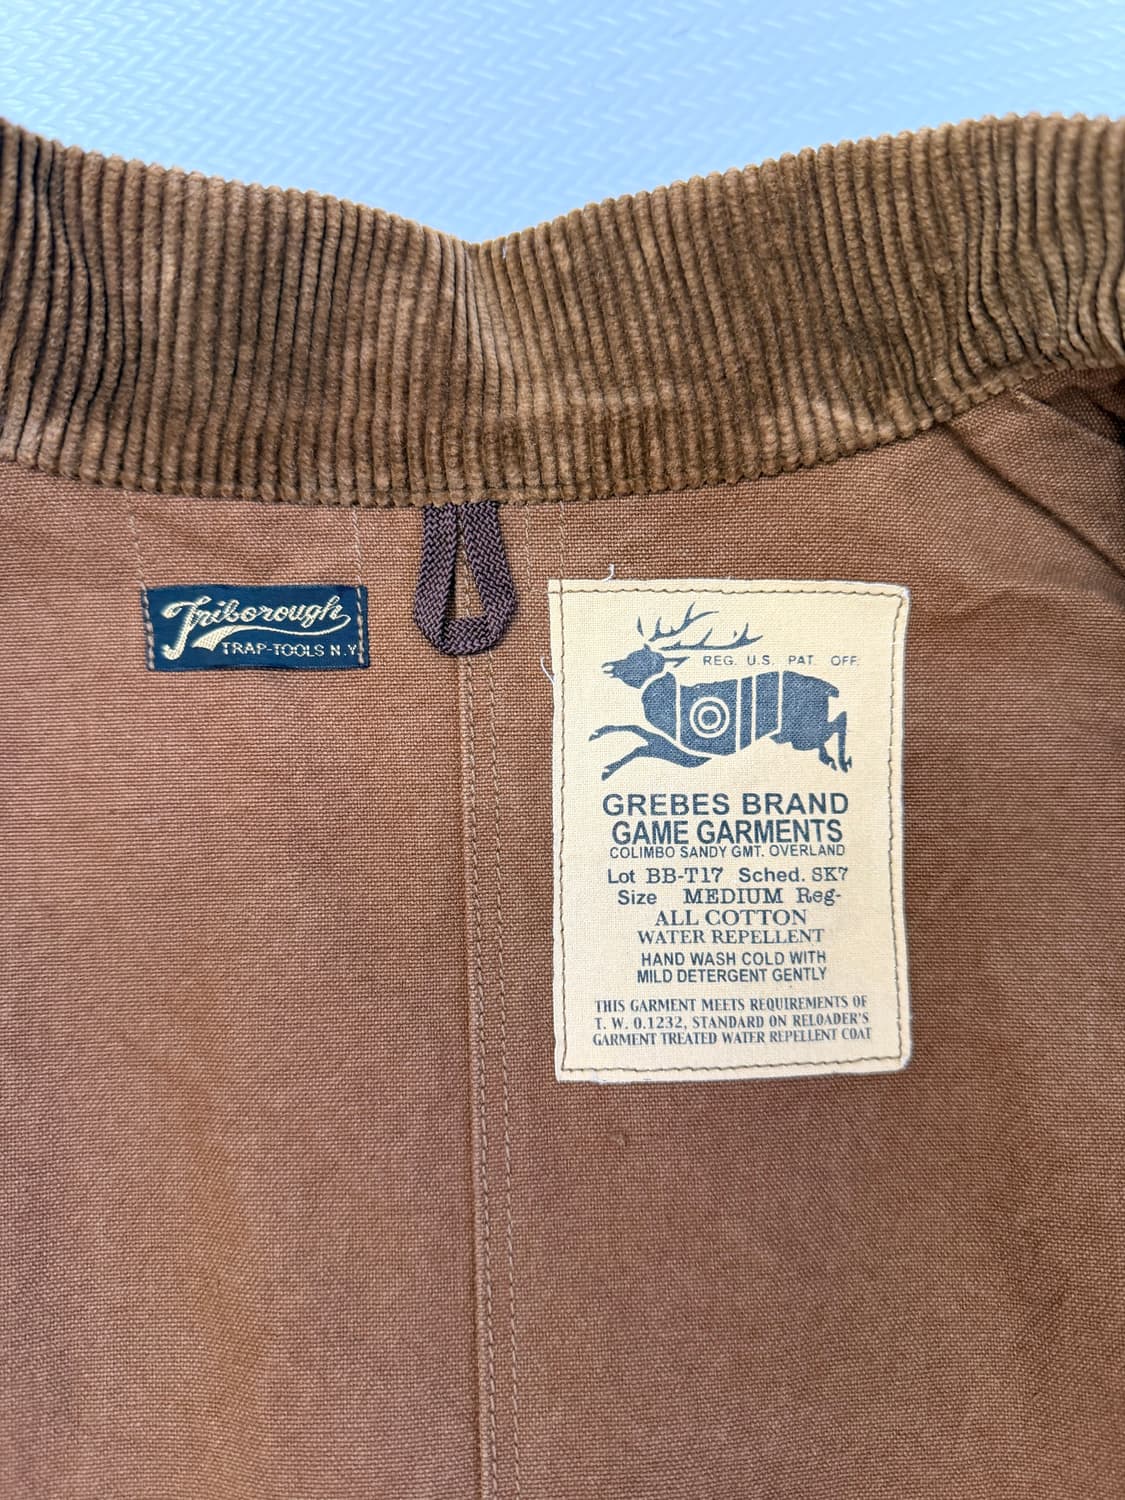 Triborough
TRAP-TOOLS N.Y.
REG. U.S. PAT. OFF.
GREBES BRAND
GAME GARMENTS
COLIMBO SANDY GMT. OVERLAND
Lot BB-T17 Sched. SK7
Size MEDIUM Reg-
ALL COTTON
WATER REPELLENT
HAND WASH COLD WITH
MILD DETERGENT GENTLY
THIS GARMENT MEETS REQUIREMENTS OF
T. W. 0.1232, STANDARD ON RELOADER'S
GARMENT TREATED WATER REPELLENT COAT